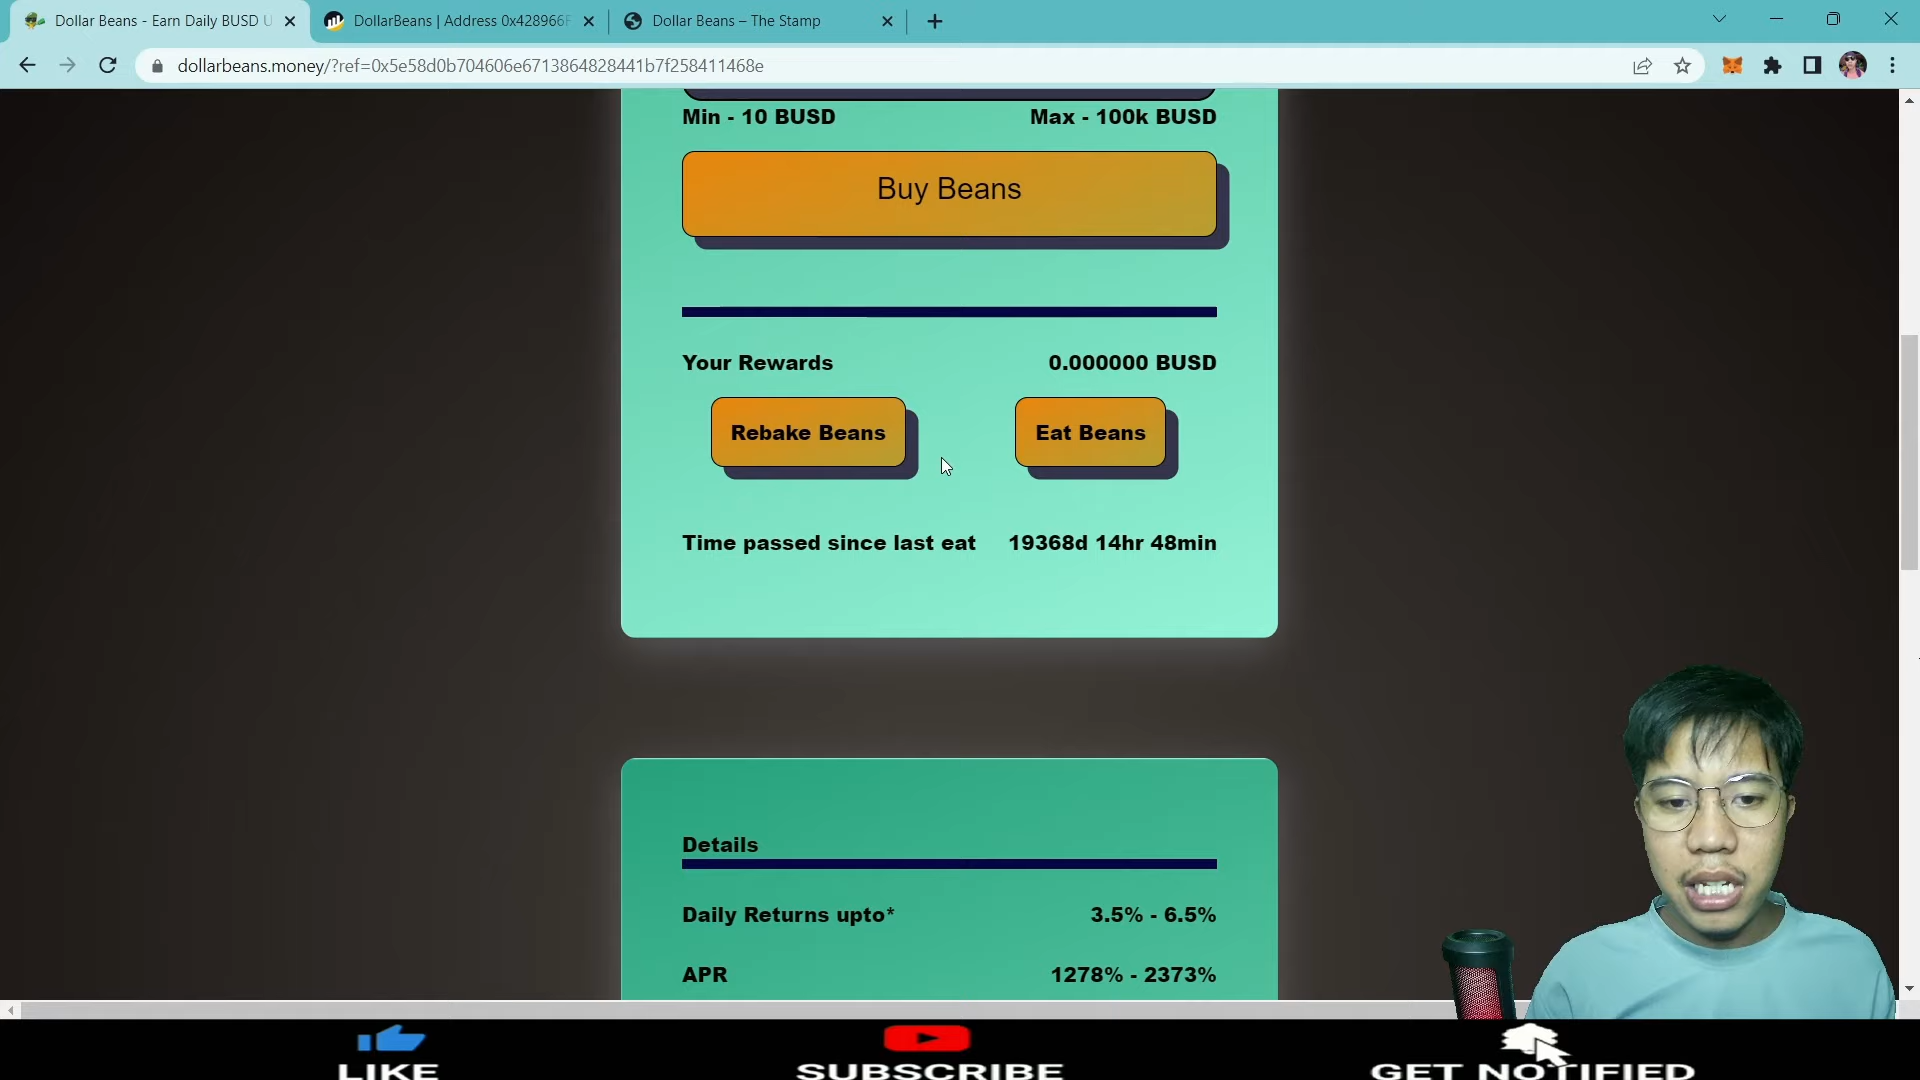 Dollar Beans - Earn Daily BUSD U
DollarBeans | Address 0x428966F
Dollar Beans – The Stamp
dollarbeans.money/?ref=0x5e58d0b704606e6713864828441b7f258411468e
Min - 10 BUSD
Max - 100k BUSD
Buy Beans
Your Rewards
0.000000 BUSD
Rebake Beans
Eat Beans
Time passed since last eat
19368d 14hr 48min
Details
Daily Returns upto*
3.5% - 6.5%
APR
1278% - 2373%
LIKE
SUBSCRIBE
GET NOTIFIED